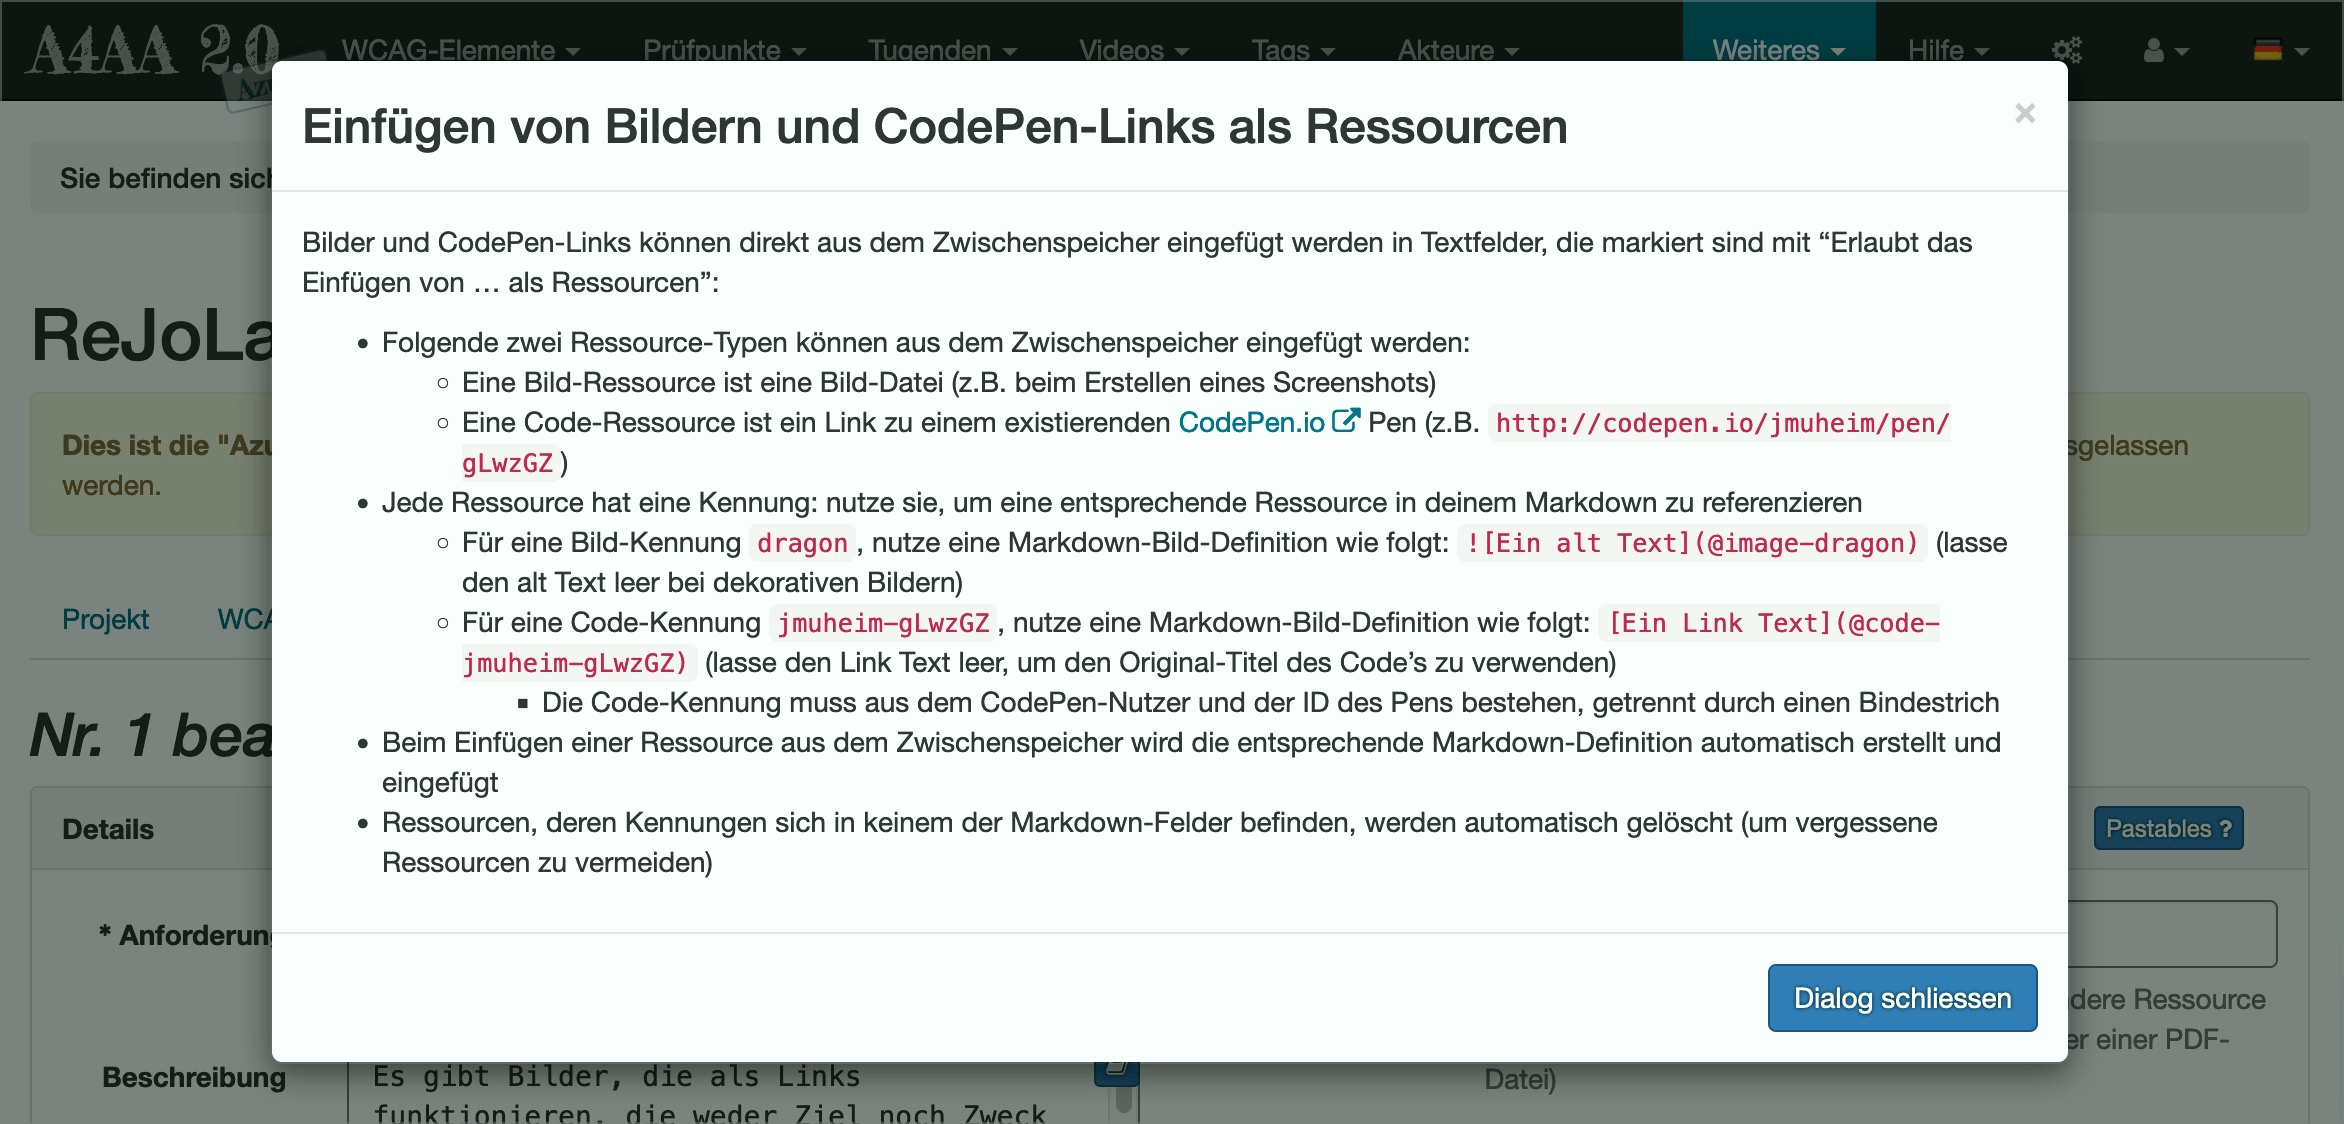 A4AA 2.0
WCAG-Elemente Prüfpunkte Tugenden Videos Tags Akteure Weiteres Hilfe
Einfügen von Bildern und CodePen-Links als Ressourcen ×
Sie befinden sich
Bilder und CodePen-Links können direkt aus dem Zwischenspeicher eingefügt werden in Textfelder, die markiert sind mit “Erlaubt das
Einfügen von … als Ressourcen”:
ReJoLa
• Folgende zwei Ressource-Typen können aus dem Zwischenspeicher eingefügt werden:
Eine Bild-Ressource ist eine Bild-Datei (z.B. beim Erstellen eines Screenshots)
Eine Code-Ressource ist ein Link zu einem existierenden CodePen.io Pen (z.B. http://codepen.io/jmuheim/pen/
gLwzGZ)
Dies ist die "Azu
sgelassen
werden.
• Jede Ressource hat eine Kennung: nutze sie, um eine entsprechende Ressource in deinem Markdown zu referenzieren
Für eine Bild-Kennung dragon, nutze eine Markdown-Bild-Definition wie folgt: ![Ein alt Text](@image-dragon) (lasse
den alt Text leer bei dekorativen Bildern)
Für eine Code-Kennung jmuheim-gLwzGZ, nutze eine Markdown-Bild-Definition wie folgt: [Ein Link Text](@code-
jmuheim-gLwzGZ) (lasse den Link Text leer, um den Original-Titel des Code’s zu verwenden)
Die Code-Kennung muss aus dem CodePen-Nutzer und der ID des Pens bestehen, getrennt durch einen Bindestrich
• Beim Einfügen einer Ressource aus dem Zwischenspeicher wird die entsprechende Markdown-Definition automatisch erstellt und
eingefügt
• Ressourcen, deren Kennungen sich in keinem der Markdown-Felder befinden, werden automatisch gelöscht (um vergessene
Ressourcen zu vermeiden)
Projekt WCA
Nr. 1 bea
Details
Pastables ?
* Anforderung
Dialog schliessen
dere Ressource
er einer PDF-
Datei)
Beschreibung
Es gibt Bilder, die als Links
funktionieren, die weder Ziel noch Zweck